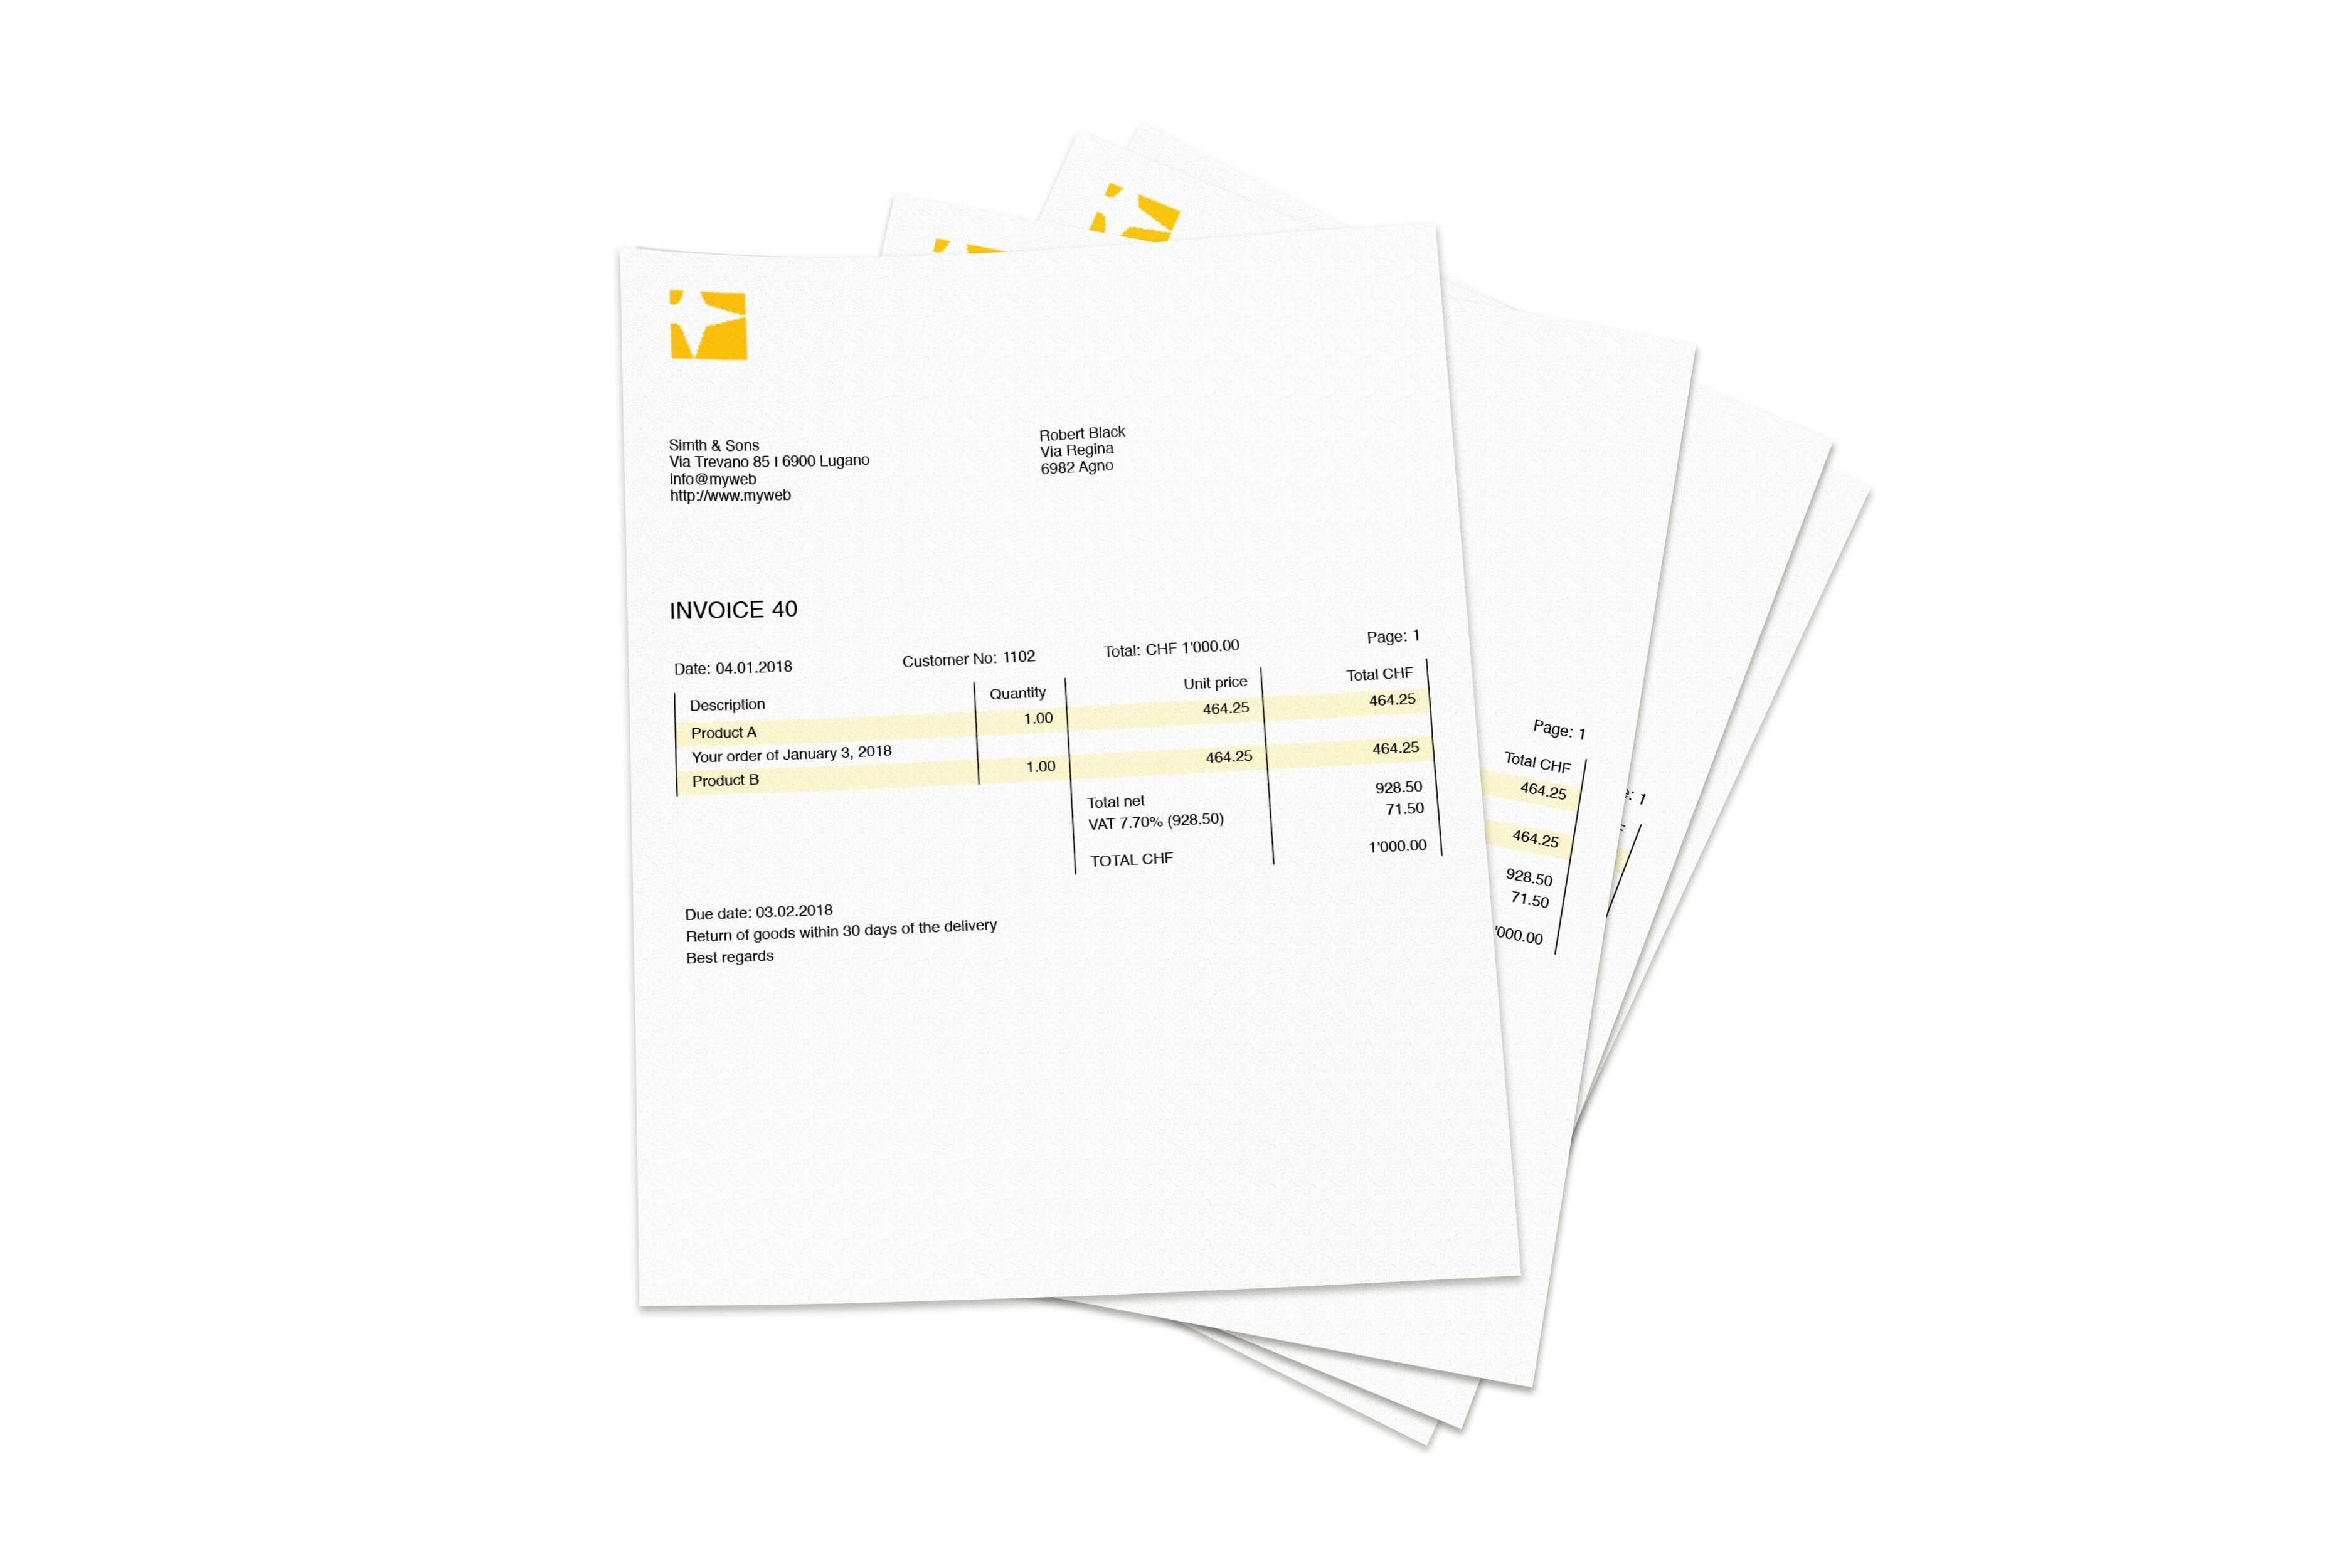 Simth & Sons
Via Trevano 85 I 6900 Lugano
info@myweb
http://www.myweb
Robert Black
Via Regina
6982 Agno
INVOICE 40
Date: 04.01.2018 Customer No: 1102 Total: CHF 1'000.00 Page: 1
Description Quantity Unit price Total CHF
Product A 1.00 464.25 464.25
Your order of January 3, 2018
Product B 1.00 464.25 464.25
Total net 928.50
VAT 7.70% (928.50) 71.50
TOTAL CHF 1'000.00
Due date: 03.02.2018
Return of goods within 30 days of the delivery
Best regards
Page: 1
Total CHF
464.25
464.25
928.50
71.50
'000.00
e: 1
F